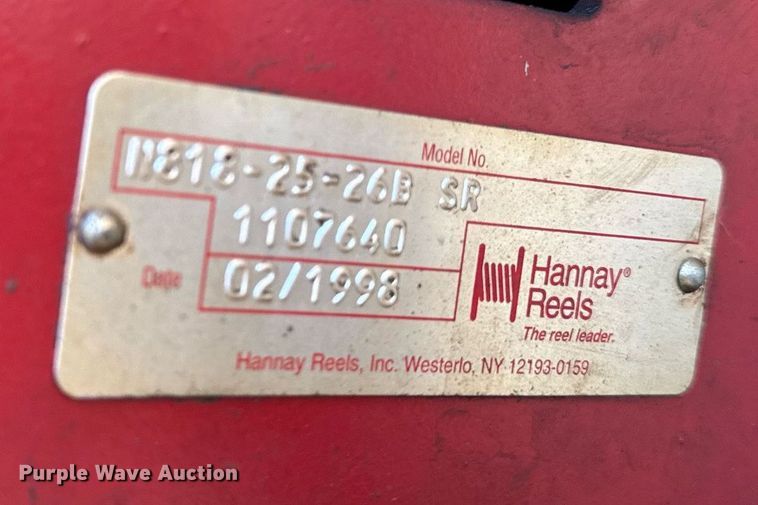 Model No.
N818-25-26B SR
1107640
Date 02/1998
Hannay®
Reels
The reel leader.
Hannay Reels, Inc. Westerlo, NY 12193-0159
Purple Wave Auction